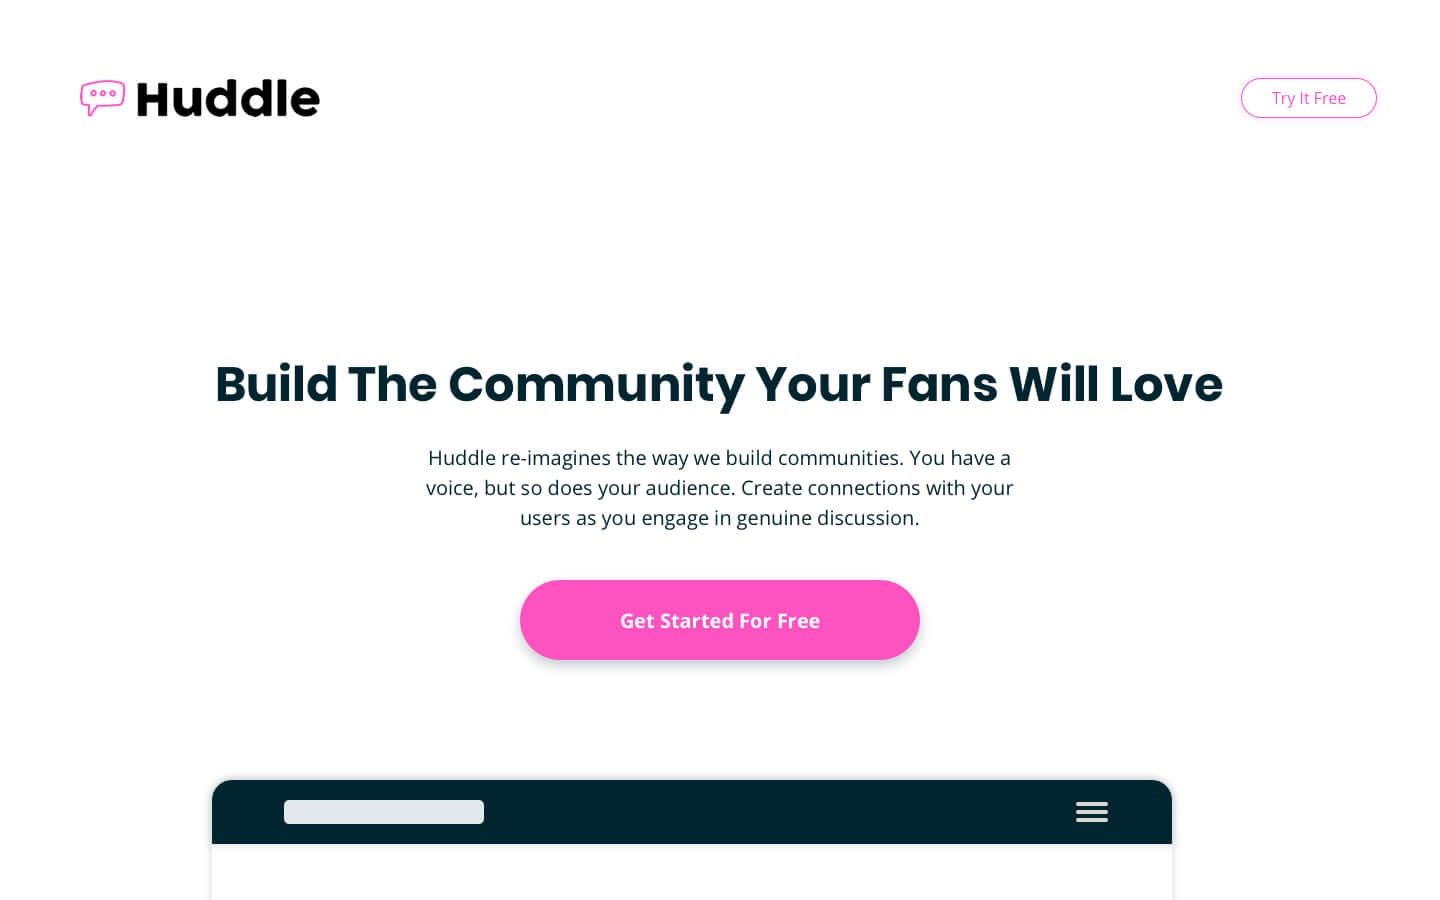 Huddle
Try It Free
Build The Community Your Fans Will Love
Huddle re-imagines the way we build communities. You have a
voice, but so does your audience. Create connections with your
users as you engage in genuine discussion.
Get Started For Free